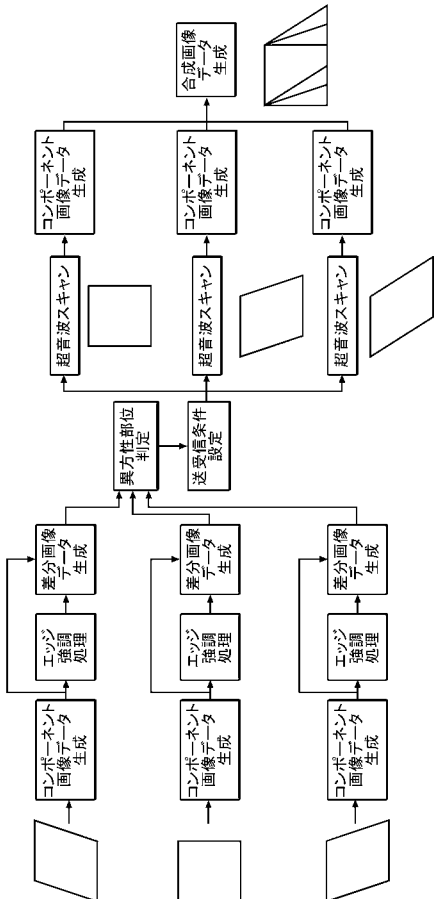 コンポーネント
画像データ
生成
エッジ
強調
処理
差分画像
データ
生成
コンポーネント
画像データ
生成
エッジ
強調
処理
差分画像
データ
生成
コンポーネント
画像データ
生成
エッジ
強調
処理
差分画像
データ
生成
異方性部位
判定
送受信条件
設定
超音波スキャン
コンポーネント
画像データ
生成
超音波スキャン
コンポーネント
画像データ
生成
超音波スキャン
コンポーネント
画像データ
生成
合成画像
データ
生成